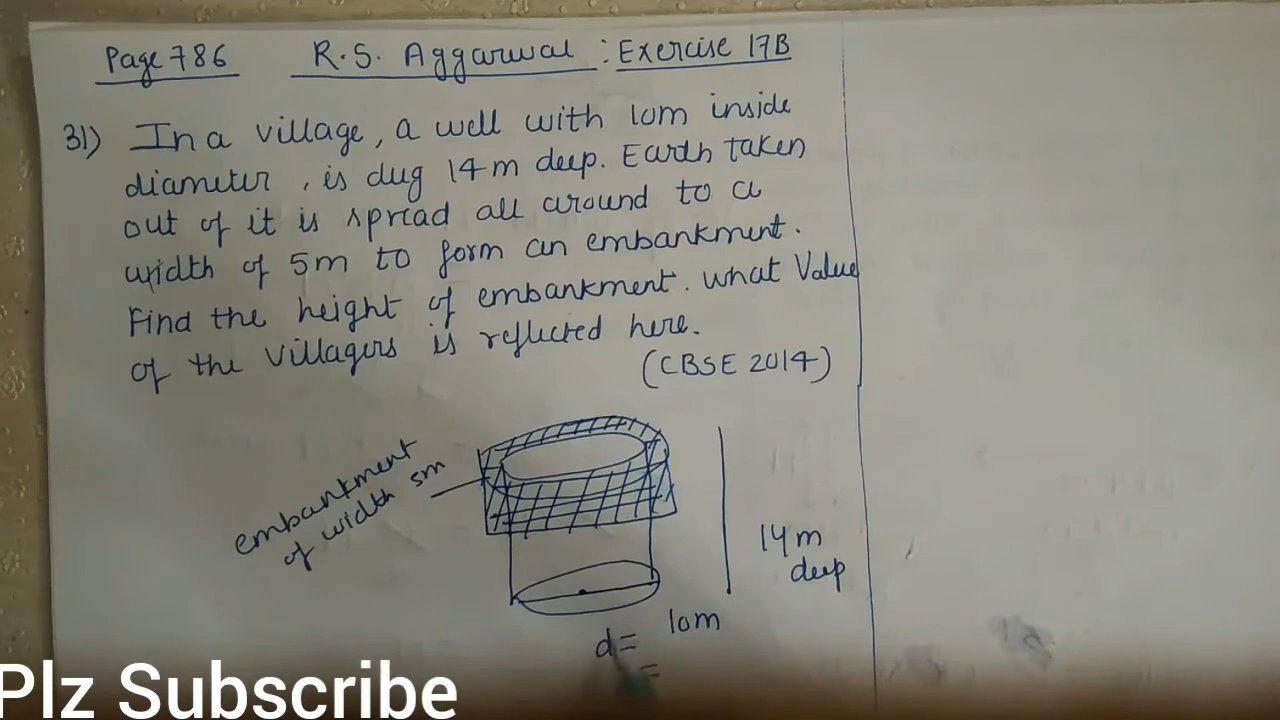 Page 786 R.S. Aggarwal : Exercise 17B
31) In a village, a well with 10m inside
diameter, is dug 14m deep. Earth taken
out of it is spread all around to a
width of 5m to form an embankment.
Find the height of embankment. what Value
of the villagers is reflected here.
(CBSE 2014)
embankment
of width 5m
14m
deep
d= 10m
=
Plz Subscribe